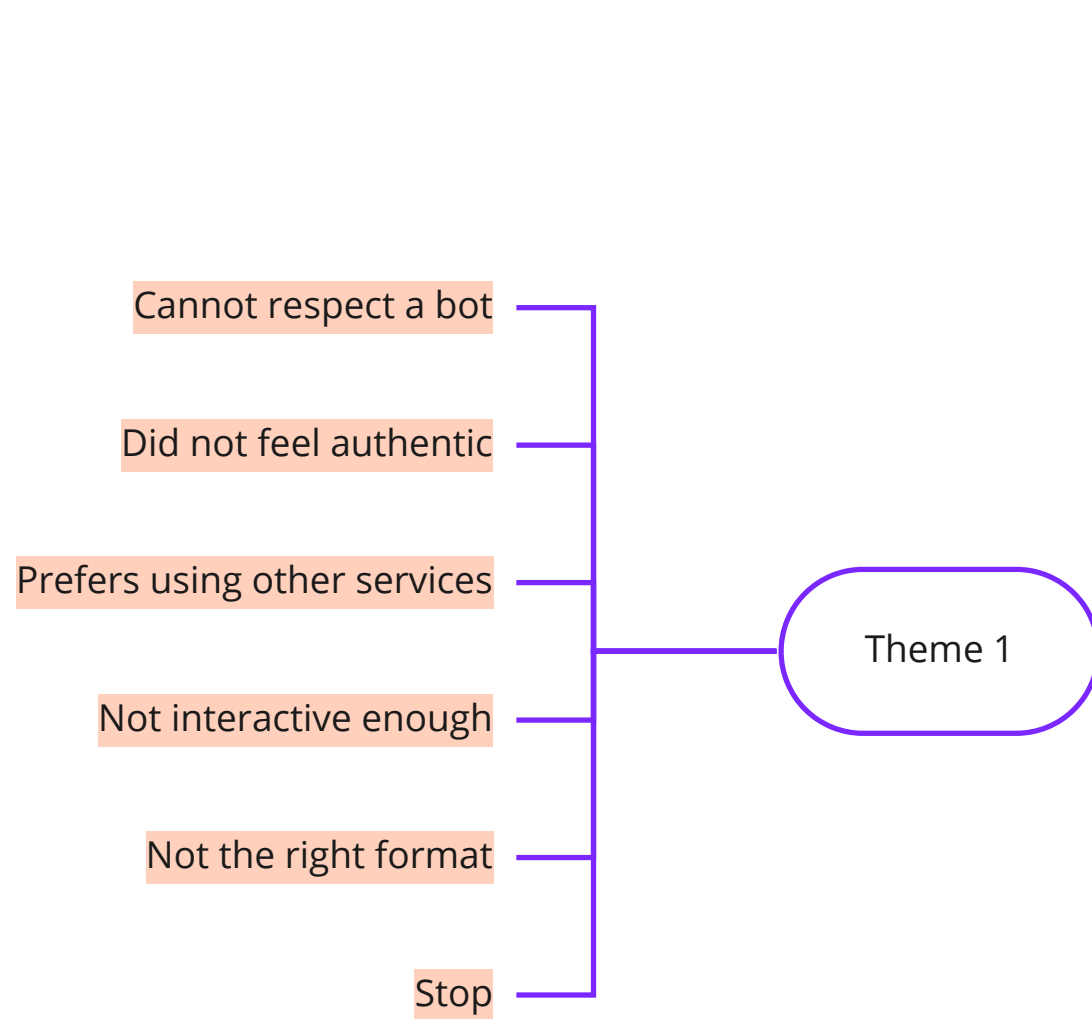 Cannot respect a bot
Did not feel authentic
Prefers using other services
Theme 1
Not interactive enough
Not the right format
Stop